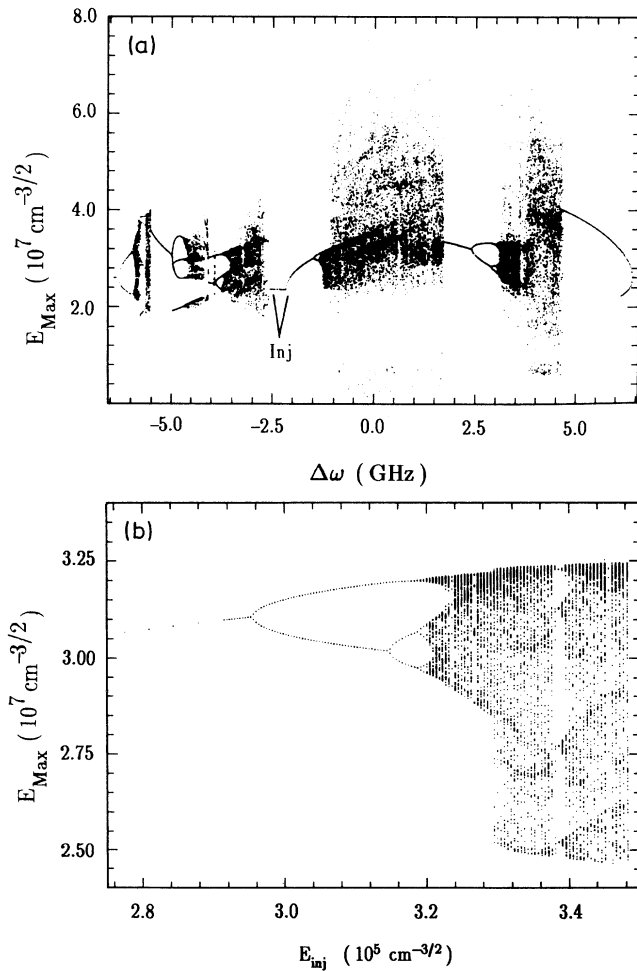 (a)
8.0
6.0
4.0
2.0
E_Max (10^7 cm^−3/2)
Inj
−5.0 −2.5 0.0 2.5 5.0
Δω (GHz)
(b)
3.25
3.00
2.75
2.50
E_Max (10^7 cm^−3/2)
2.8 3.0 3.2 3.4
E_inj (10^5 cm^−3/2)